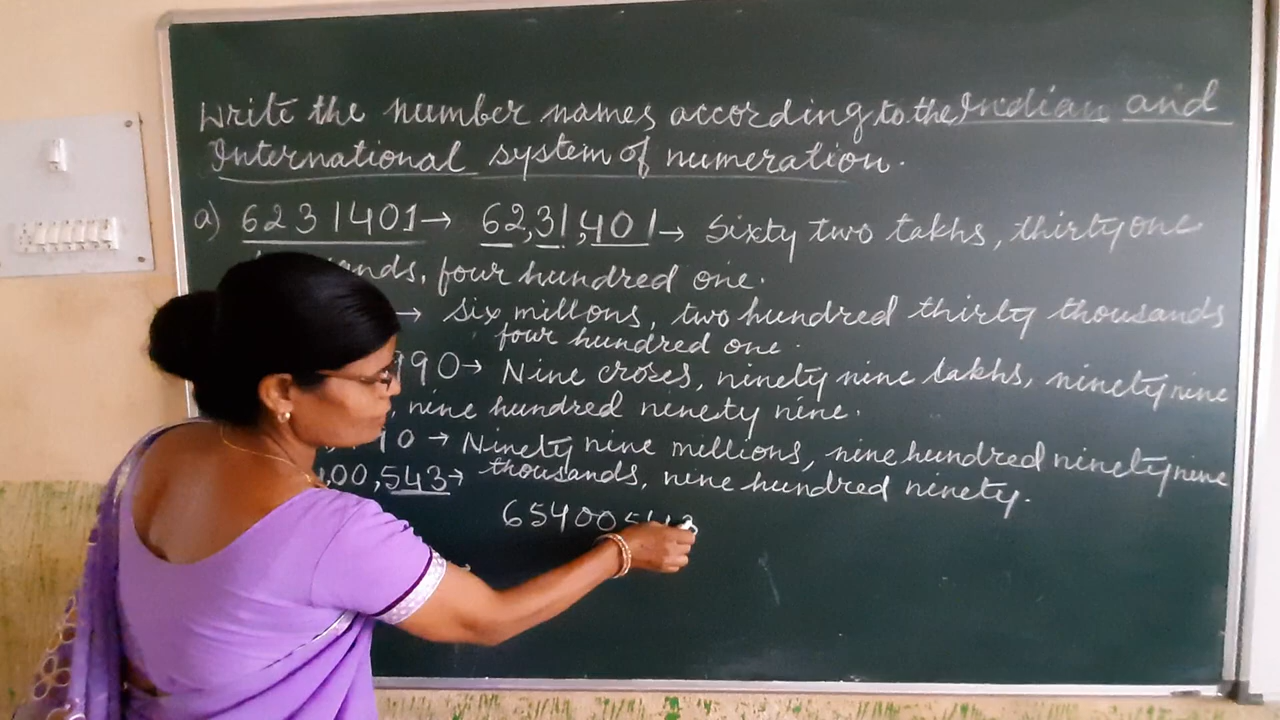 Write the number names according to the Indian and
International system of numeration.
a) 6231401→ 62,31,401→ Sixty two lakhs, thirty one
ands, four hundred one.
→ Six millons, two hundred thirty thousands
four hundred one.
990→ Nine crores, ninety nine lakhs, ninety nine
, nine hundred ninety nine.
,990→ Ninety nine millions, nine hundred ninety nine
,00,543→ thousands, nine hundred ninety.
65400543